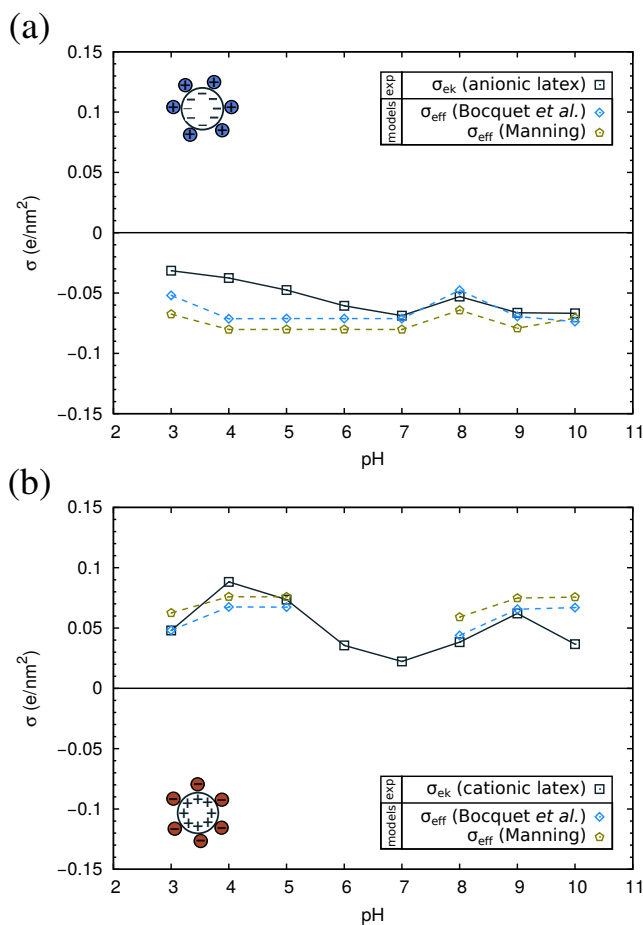 (a)
0.15
0.1
0.05
0
−0.05
−0.1
−0.15
σ (e/nm²)
2 3 4 5 6 7 8 9 10 11
pH
exp
models
σek (anionic latex)
σeff (Bocquet et al.)
σeff (Manning)
(b)
0.15
0.1
0.05
0
−0.05
−0.1
−0.15
σ (e/nm²)
2 3 4 5 6 7 8 9 10 11
pH
exp
models
σek (cationic latex)
σeff (Bocquet et al.)
σeff (Manning)